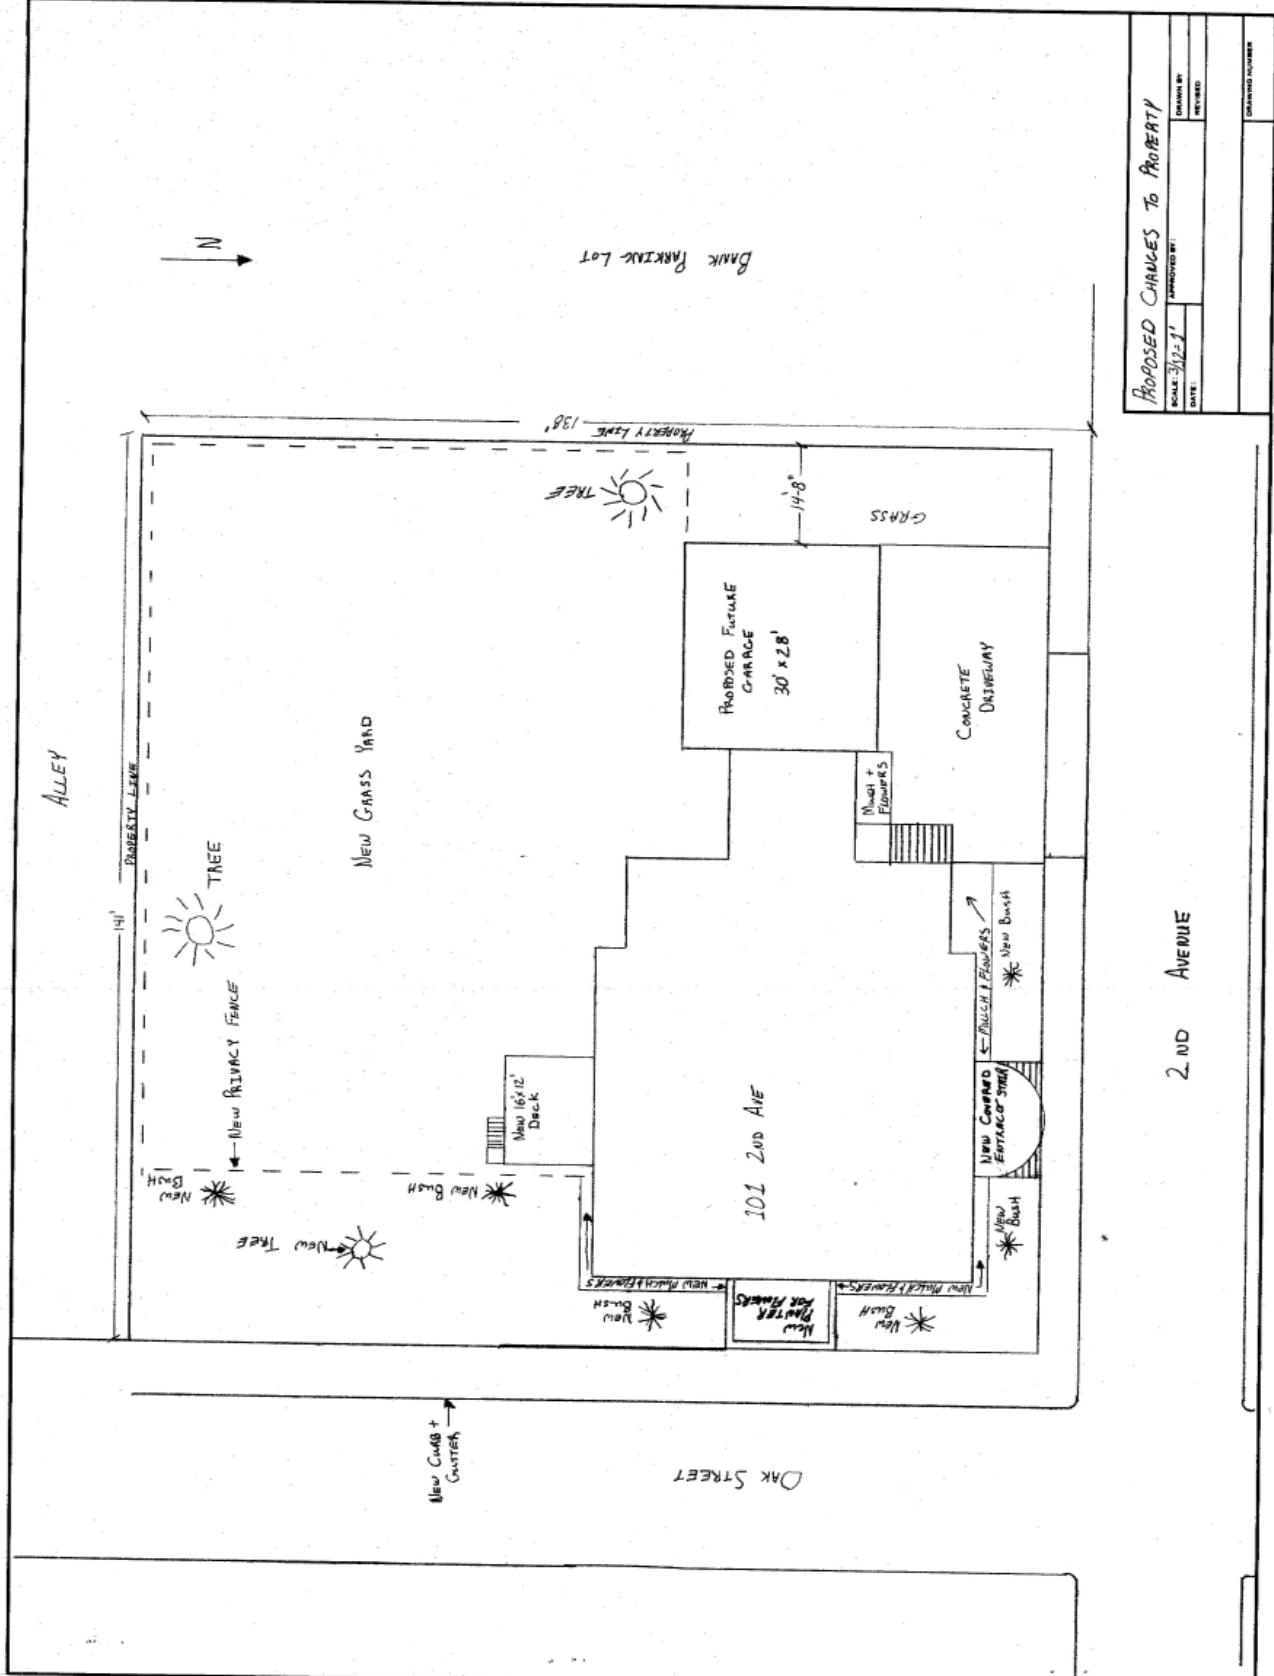 ALLEY
PROPERTY LINE
141'
N
BANK PARKING LOT
138'
PROPERTY LINE
TREE
14'-8"
GRASS
PROPOSED FUTURE
GARAGE
30' x 28'
CONCRETE
DRIVEWAY
MULCH +
FLOWERS
NEW GRASS YARD
TREE
NEW PRIVACY FENCE
NEW
BUSH
NEW TREE
NEW BUSH
NEW 16'x12'
DECK
101 2ND AVE
NEW COVERED
← MULCH & FLOWERS →
NEW BUSH
NEW
BUSH
NEW MULCH & FLOWERS
NEW
PLANTER
FOR FLOWERS
NEW MULCH & FLOWERS
NEW
BUSH
NEW
BUSH
NEW CURB +
GUTTER
OAK STREET
2ND AVENUE
PROPOSED CHANGES TO PROPERTY
SCALE: 3/32=1'
APPROVED BY:
DRAWN BY
DATE:
REVISED
DRAWING NUMBER